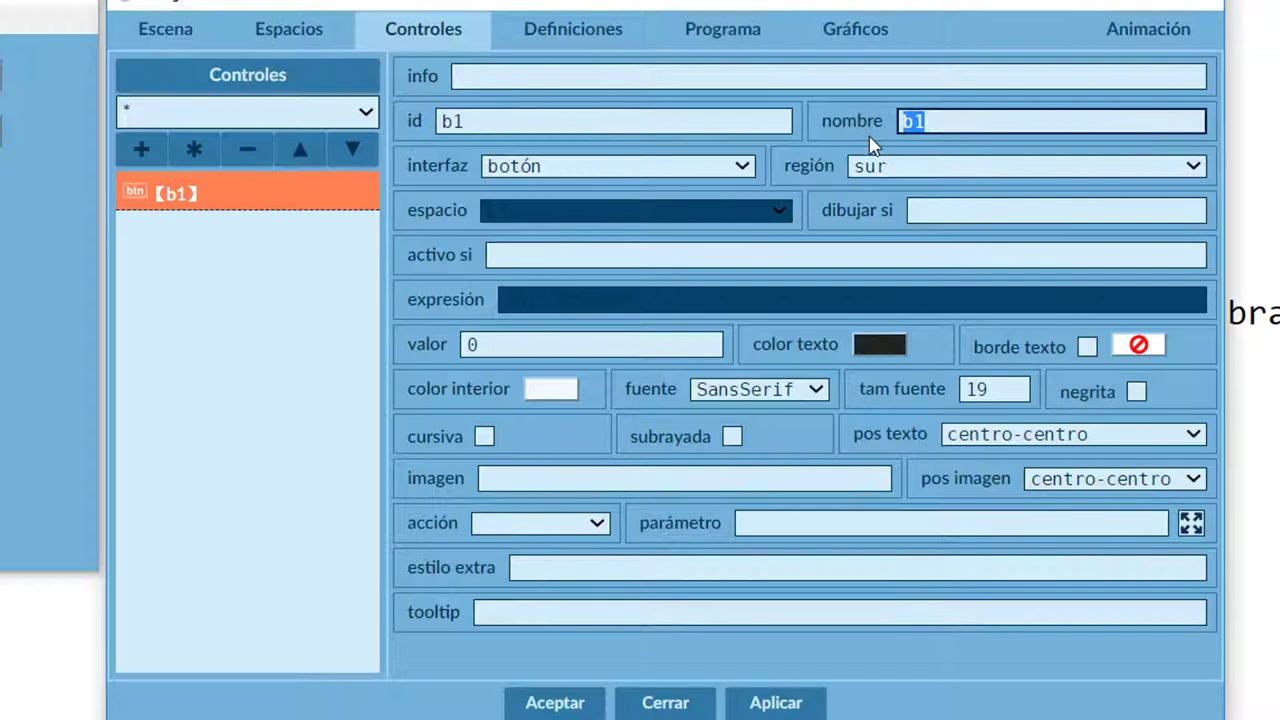 Escena Espacios Controles Definiciones Programa Gráficos Animación
Controles
*
btn 【b1】
info
id b1 nombre b1
interfaz botón región sur
espacio dibujar si
activo si
expresión
valor 0 color texto borde texto
color interior fuente SansSerif tam fuente 19 negrita
cursiva subrayada pos texto centro-centro
imagen pos imagen centro-centro
acción parámetro
estilo extra
tooltip
Aceptar Cerrar Aplicar